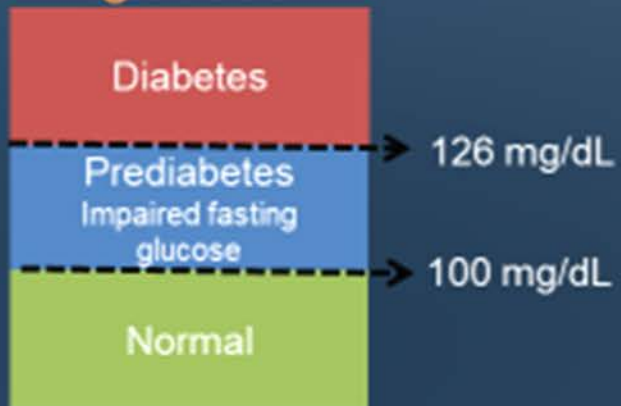 Diabetes
126 mg/dL
Prediabetes
Impaired fasting
glucose
100 mg/dL
Normal